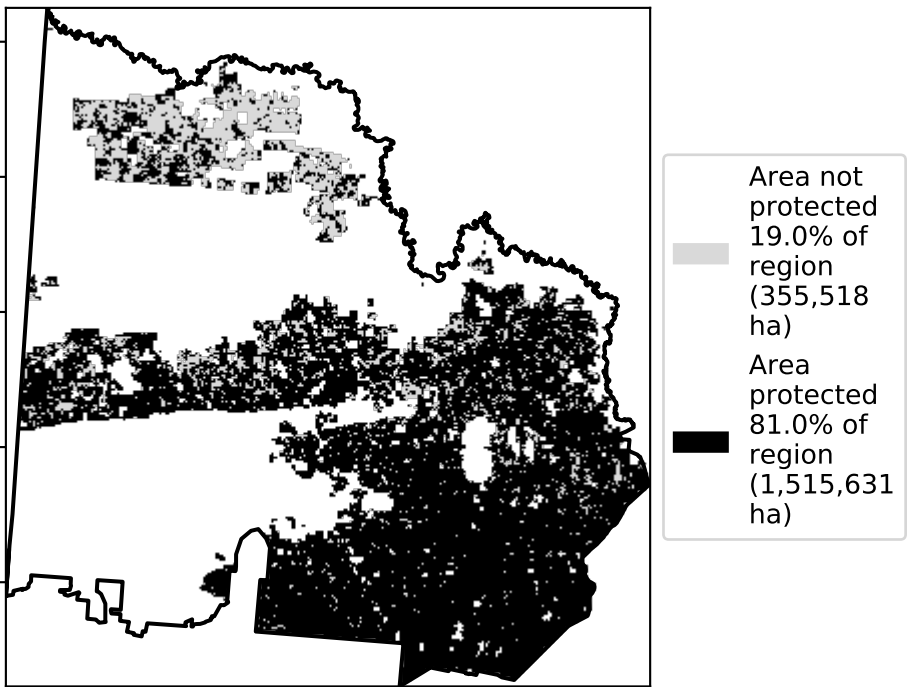 Area not
protected
19.0% of
region
(355,518
ha)
Area
protected
81.0% of
region
(1,515,631
ha)